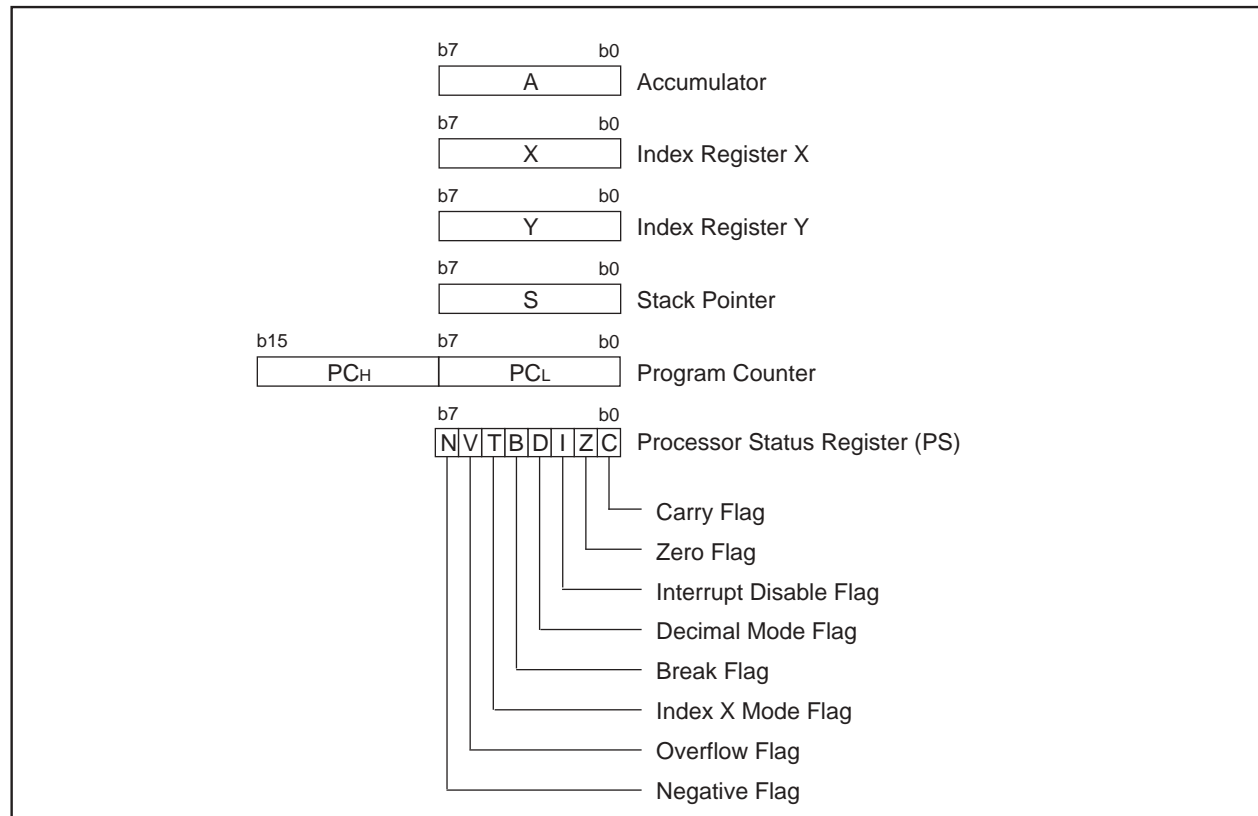 b7 b0
A Accumulator
b7 b0
X Index Register X
b7 b0
Y Index Register Y
b7 b0
S Stack Pointer
b15 b7 b0
PCH PCL Program Counter
b7 b0
N V T B D I Z C Processor Status Register (PS)
Carry Flag
Zero Flag
Interrupt Disable Flag
Decimal Mode Flag
Break Flag
Index X Mode Flag
Overflow Flag
Negative Flag